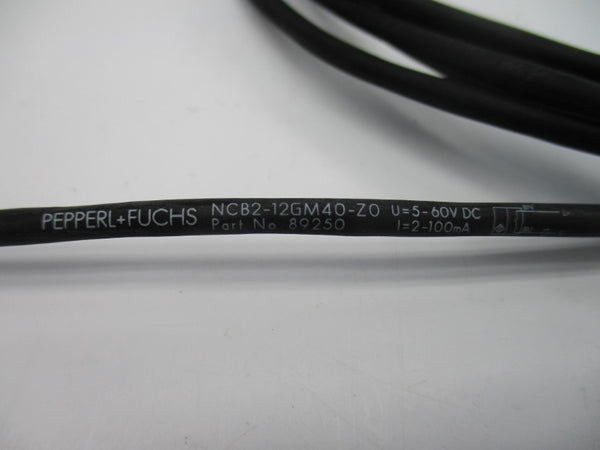 PEPPERL+FUCHS
NCB2-12GM40-Z0 U=5-60V DC
Part No. 89250 I=2-100mA